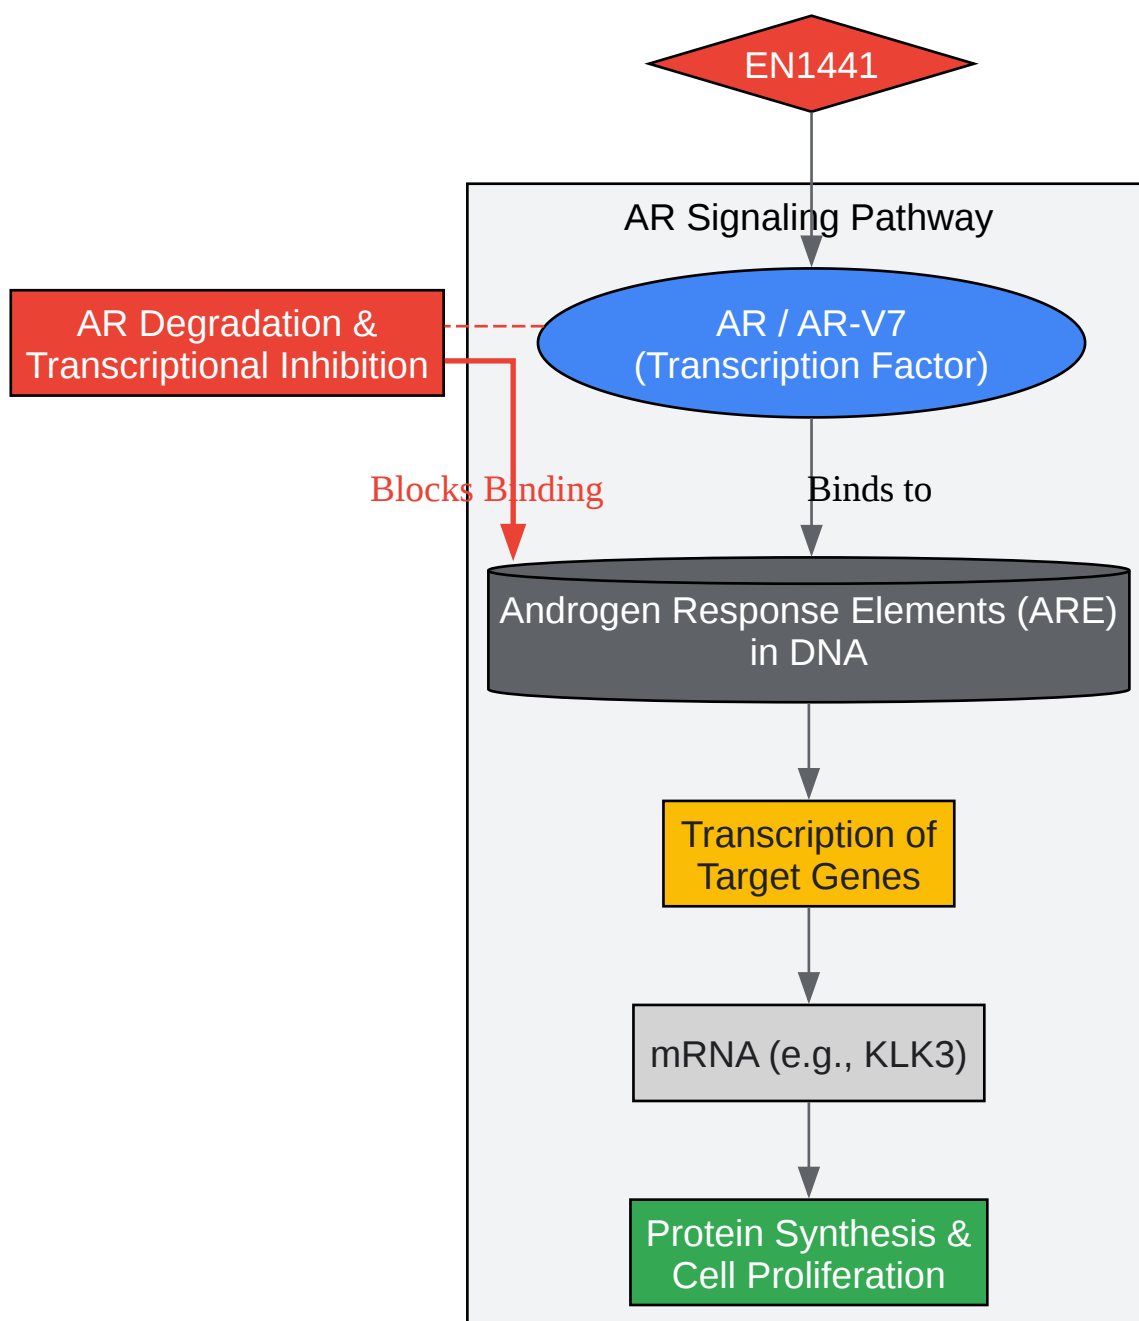 EN1441
AR Signaling Pathway
AR Degradation &
Transcriptional Inhibition
AR / AR-V7
(Transcription Factor)
Blocks Binding
Binds to
Androgen Response Elements (ARE)
in DNA
Transcription of
Target Genes
mRNA (e.g., KLK3)
Protein Synthesis &
Cell Proliferation